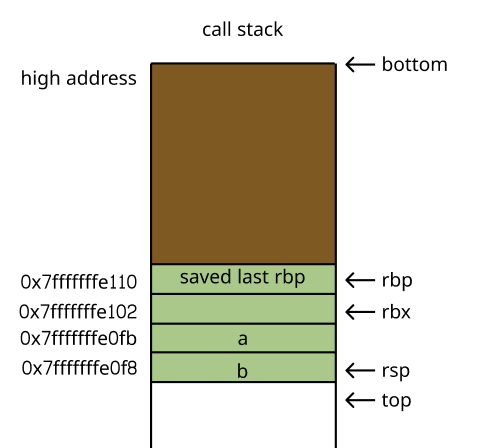 call stack
bottom
high address
saved last rbp
0x7fffffffe110
rbp
0x7fffffffe102
rbx
0x7fffffffe0fb
a
0x7fffffffe0f8
b
rsp
top